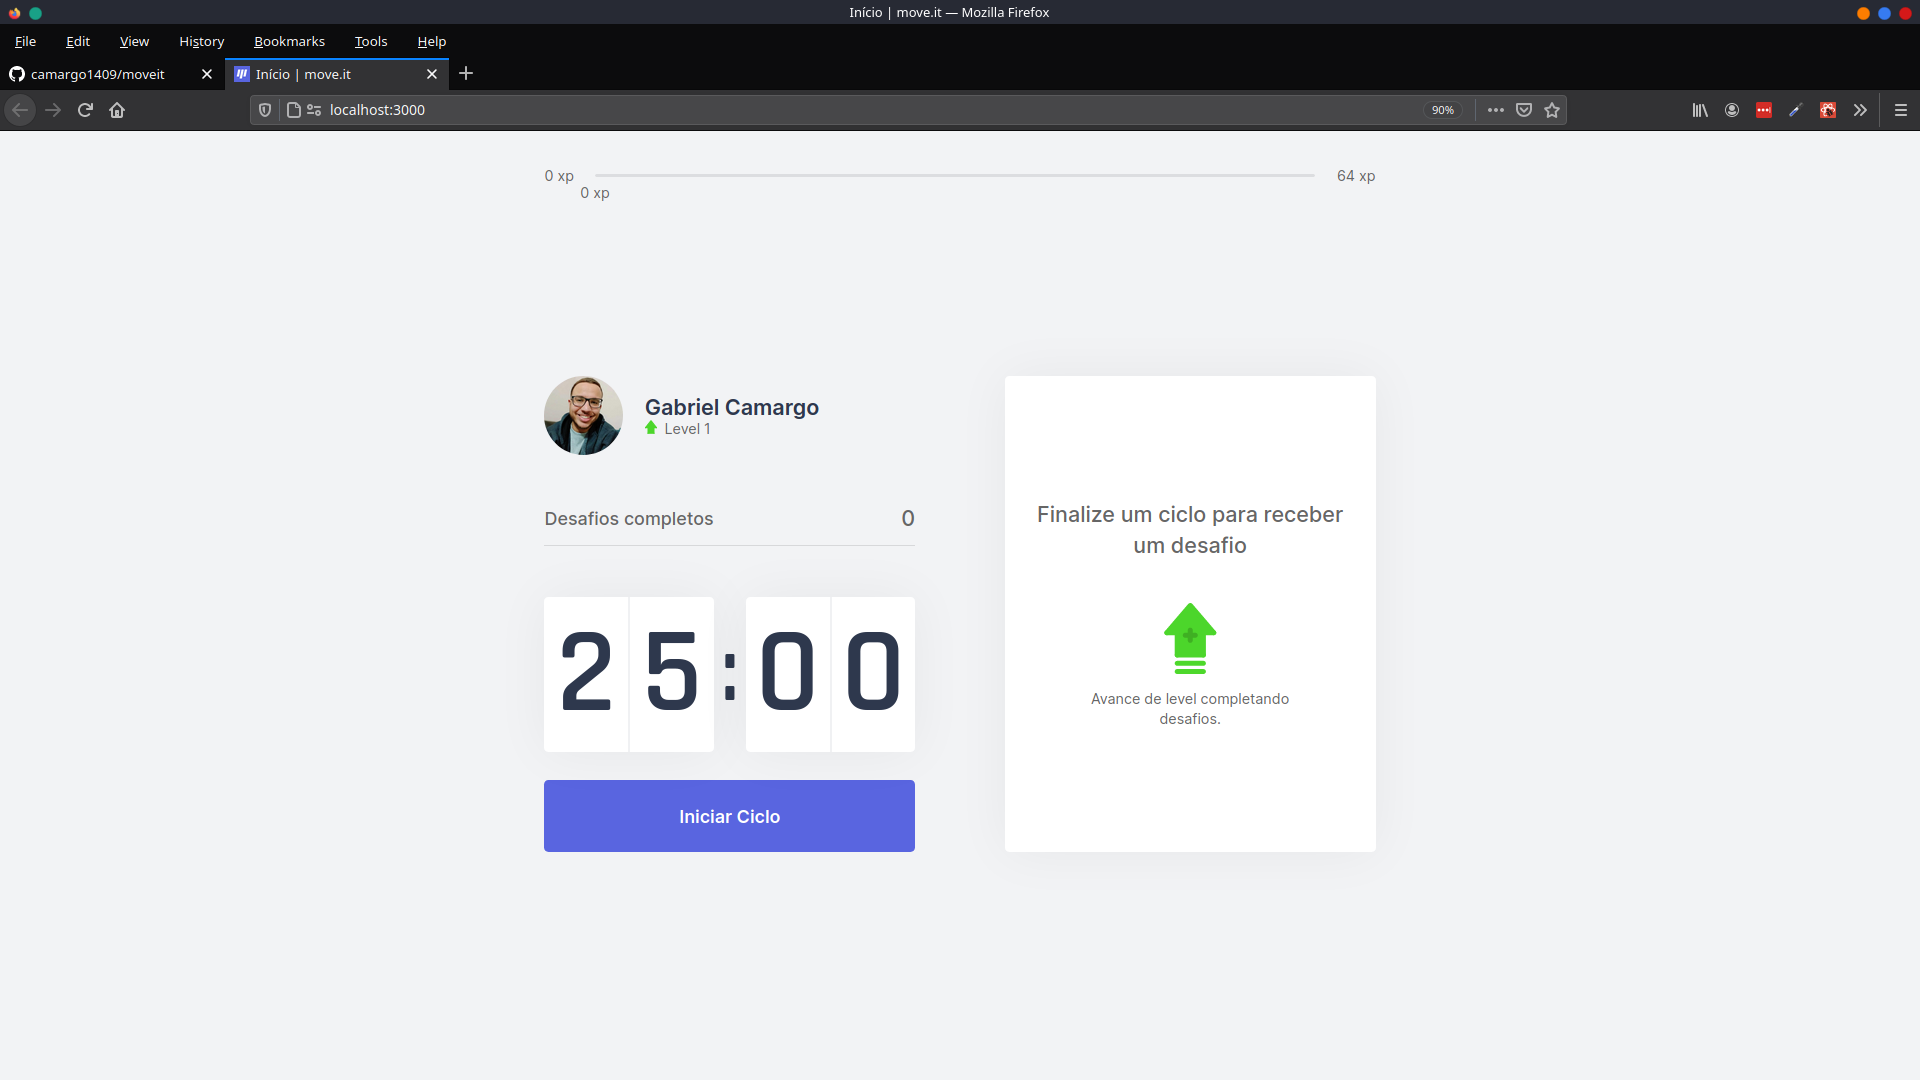 Início | move.it — Mozilla Firefox
File Edit View History Bookmarks Tools Help
camargo1409/moveit
Início | move.it
localhost:3000
90%
0 xp
64 xp
0 xp
Gabriel Camargo
Level 1
Desafios completos 0
25:00
Iniciar Ciclo
Finalize um ciclo para receber
um desafio
Avance de level completando
desafios.